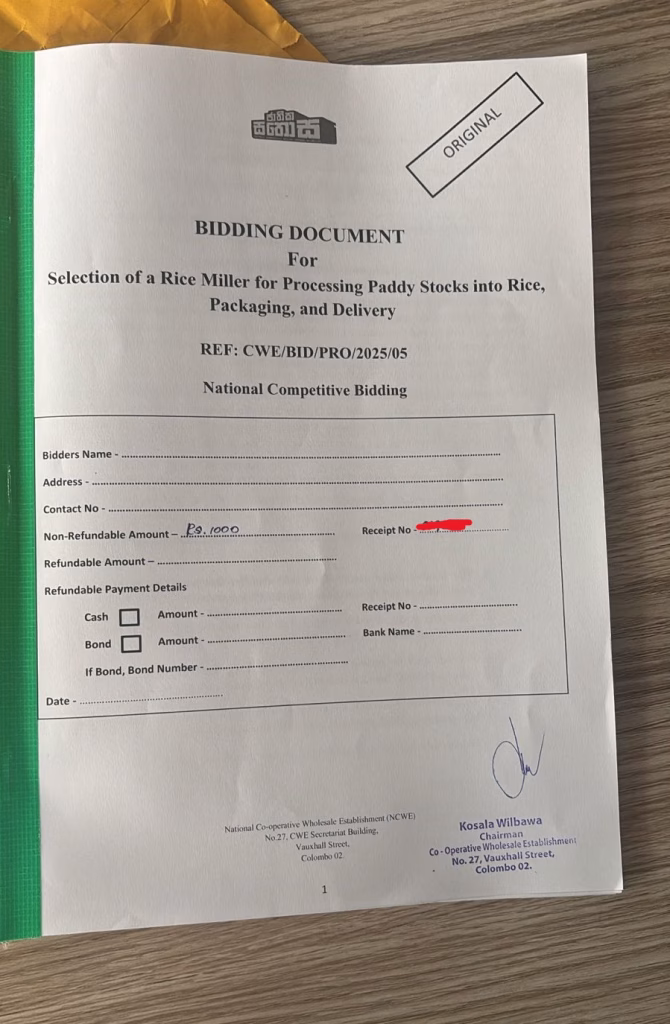 ජාතික
සතොස
ORIGINAL
BIDDING DOCUMENT
For
Selection of a Rice Miller for Processing Paddy Stocks into Rice,
Packaging, and Delivery
REF: CWE/BID/PRO/2025/05
National Competitive Bidding
Bidders Name - ....................
Address - ....................
Contact No - ....................
Non-Refundable Amount – Rs. 1000 Receipt No -
Refundable Amount – ....................
Refundable Payment Details
Cash Amount - .................... Receipt No - ....................
Bond Amount - .................... Bank Name - ....................
If Bond, Bond Number - ....................
Date - ....................
National Co-operative Wholesale Establishment (NCWE)
No.27, CWE Secretariat Building,
Vauxhall Street,
Colombo 02.
Kosala Wilbawa
Chairman
Co - Operative Wholesale Establishment
No. 27, Vauxhall Street,
Colombo 02.
1